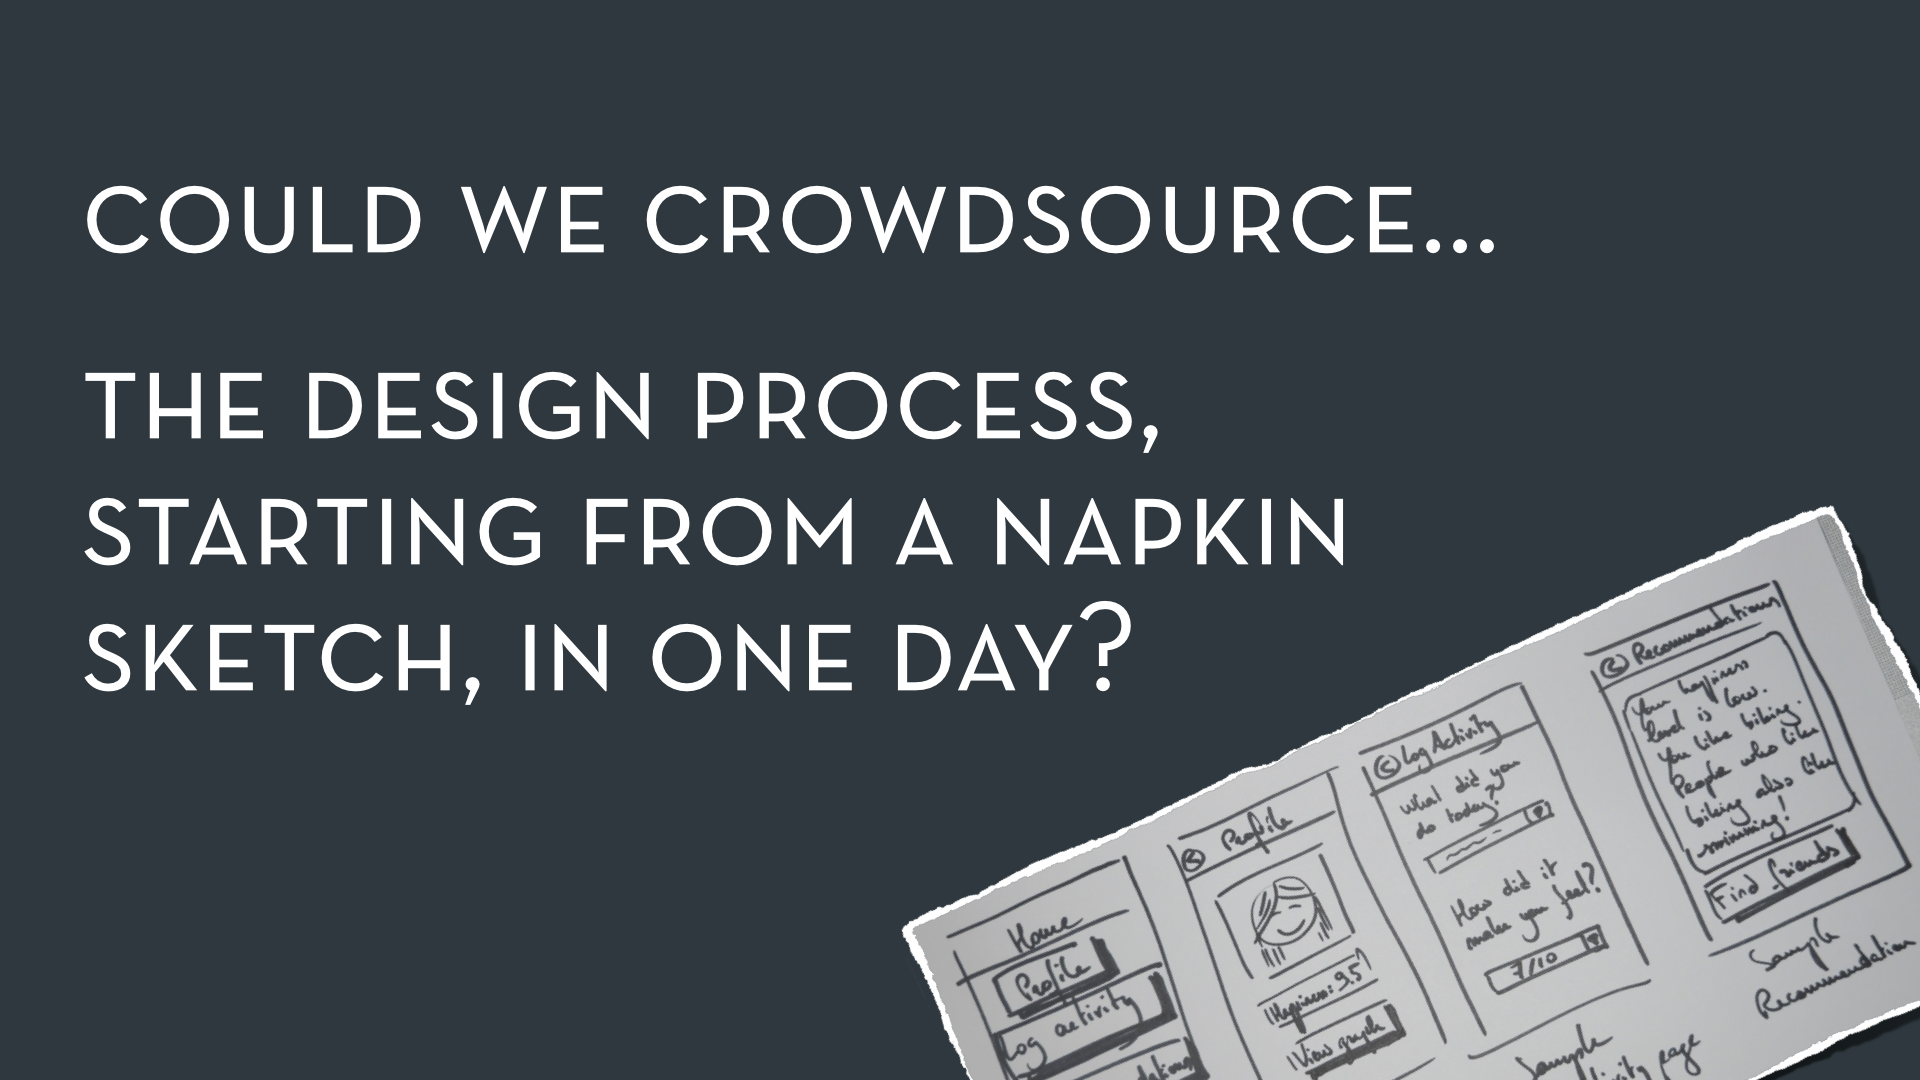 COULD WE CROWDSOURCE...
THE DESIGN PROCESS,
STARTING FROM A NAPKIN
SKETCH, IN ONE DAY?
Home
Profile
Log activity
Profile
Happiness: 9.5
View graph
Log Activity
What did you
do today?
How did it
make you feel?
7/10
Sample
page
Recommendations
Your happiness
level is low.
You like biking.
People who like
biking also like
swimming!
Find friends
Sample
Recommendation